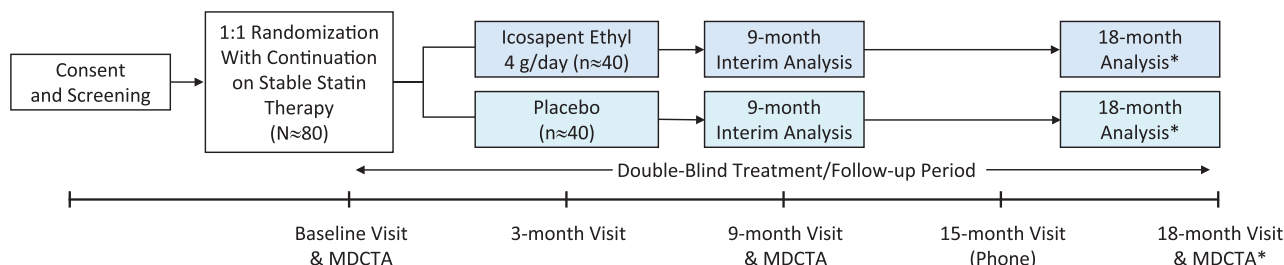 Consent
and Screening
1:1 Randomization
With Continuation
on Stable Statin
Therapy
(N≈80)
Icosapent Ethyl
4 g/day (n≈40)
9-month
Interim Analysis
18-month
Analysis*
Placebo
(n≈40)
9-month
Interim Analysis
18-month
Analysis*
Double-Blind Treatment/Follow-up Period
Baseline Visit
& MDCTA
3-month Visit
9-month Visit
& MDCTA
15-month Visit
(Phone)
18-month Visit
& MDCTA*